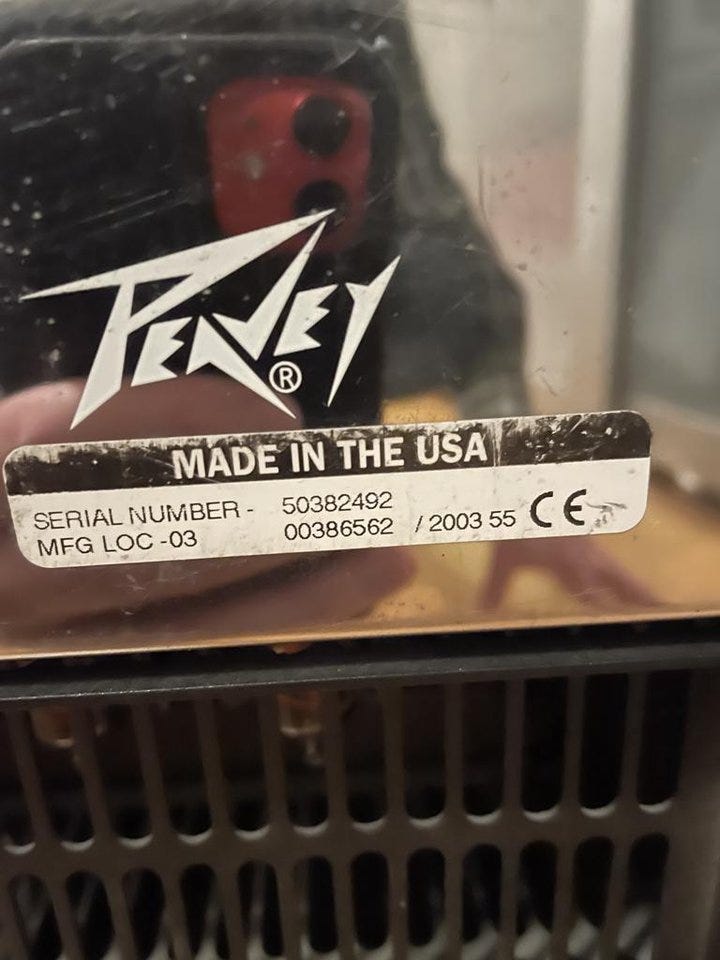 PEAVEY
®
MADE IN THE USA
SERIAL NUMBER - 50382492
MFG LOC -03 00386562 / 2003 55 CE